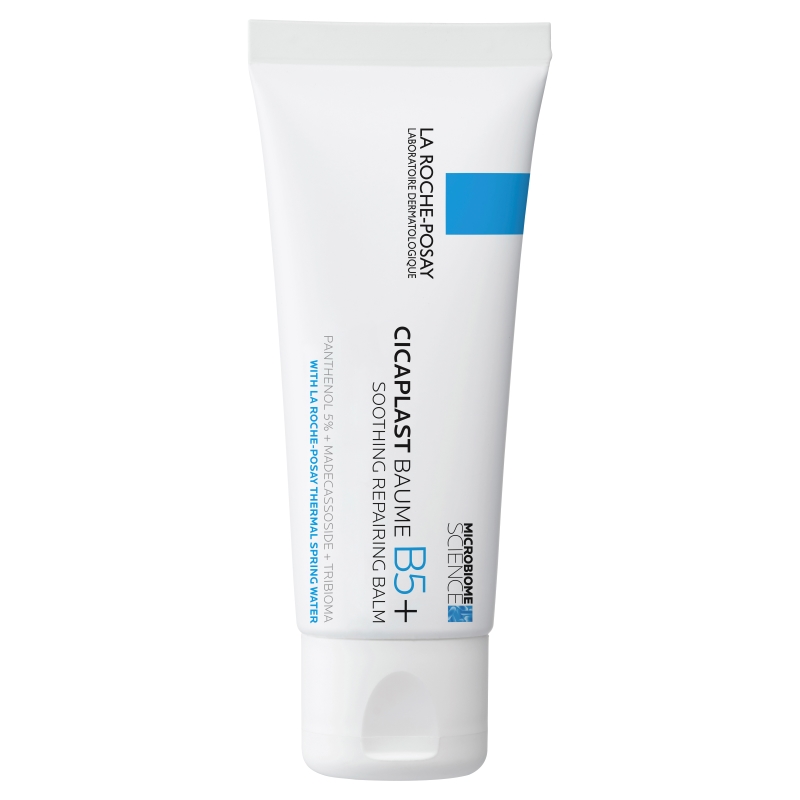 LA ROCHE-POSAY
LABORATOIRE DERMATOLOGIQUE
CICAPLAST BAUME B5+
SOOTHING REPAIRING BALM
PANTHENOL 5% + MADECASSOSIDE + TRIBIOMA
WITH LA ROCHE-POSAY THERMAL SPRING WATER
MICROBIOME
SCIENCE